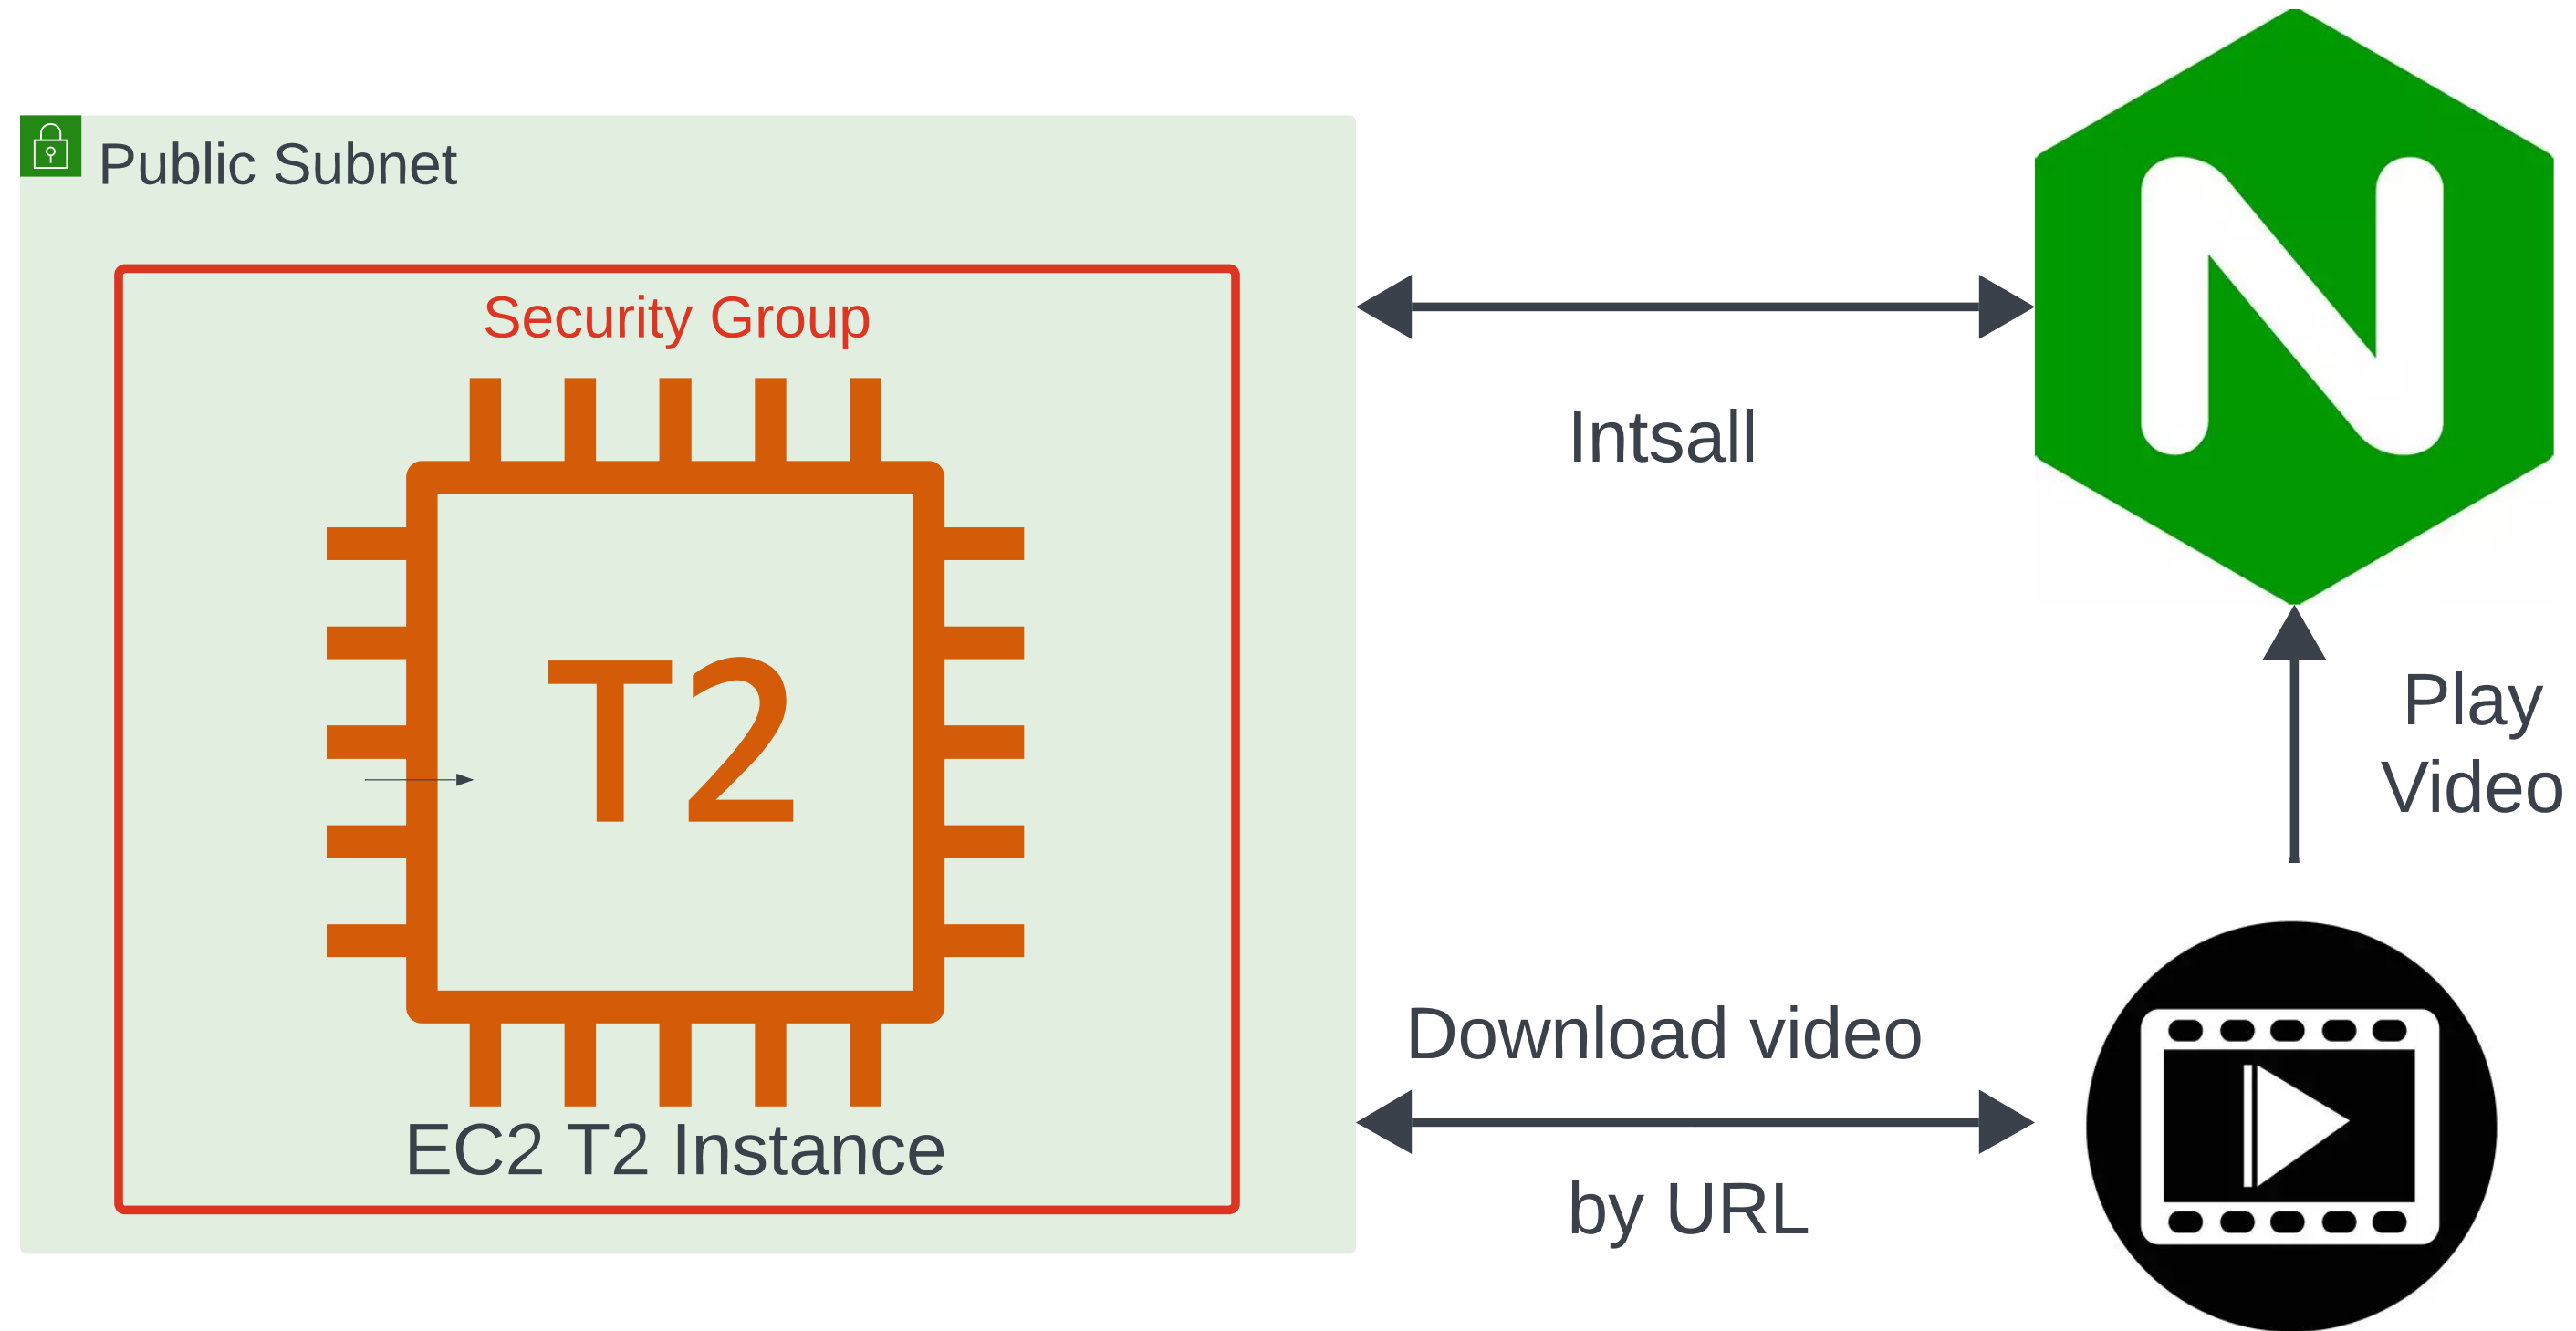 Public Subnet
Security Group
T2
EC2 T2 Instance
Intsall
N
Play
Video
Download video
by URL